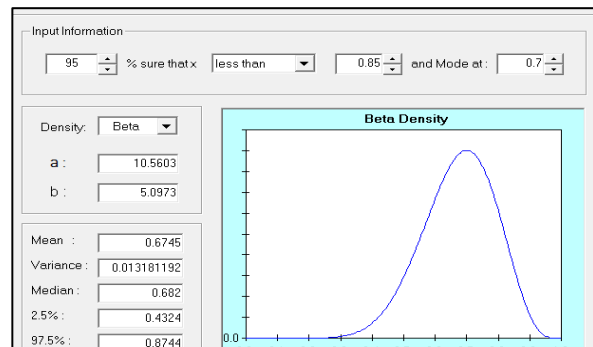 Input Information
95 % sure that x less than 0.85 and Mode at : 0.7
Density: Beta
a : 10.5603
b : 5.0973
Mean : 0.6745
Variance : 0.013181192
Median : 0.682
2.5% : 0.4324
97.5% : 0.8744
Beta Density
0.0